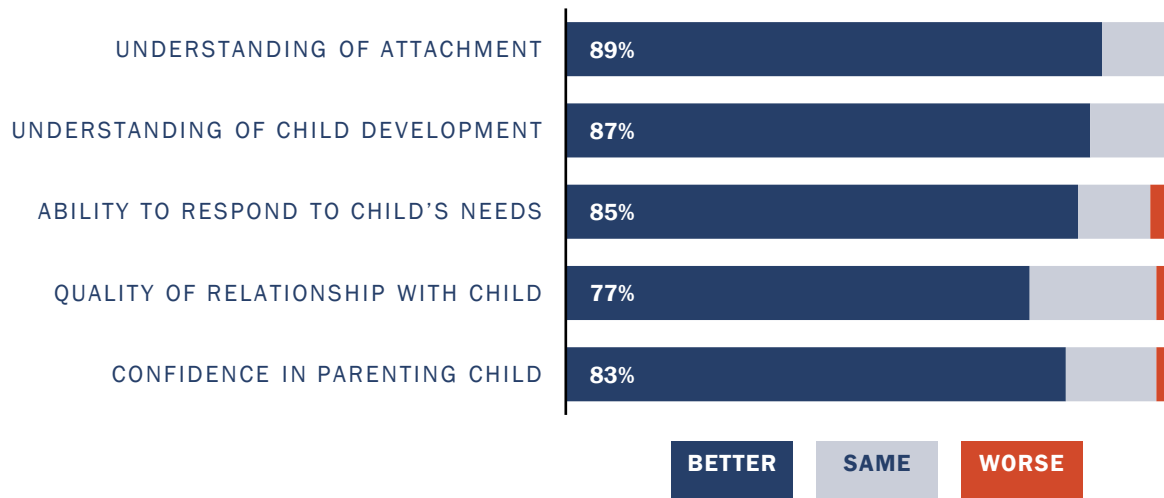 UNDERSTANDING OF ATTACHMENT 89%
UNDERSTANDING OF CHILD DEVELOPMENT 87%
ABILITY TO RESPOND TO CHILD’S NEEDS 85%
QUALITY OF RELATIONSHIP WITH CHILD 77%
CONFIDENCE IN PARENTING CHILD 83%
BETTER SAME WORSE